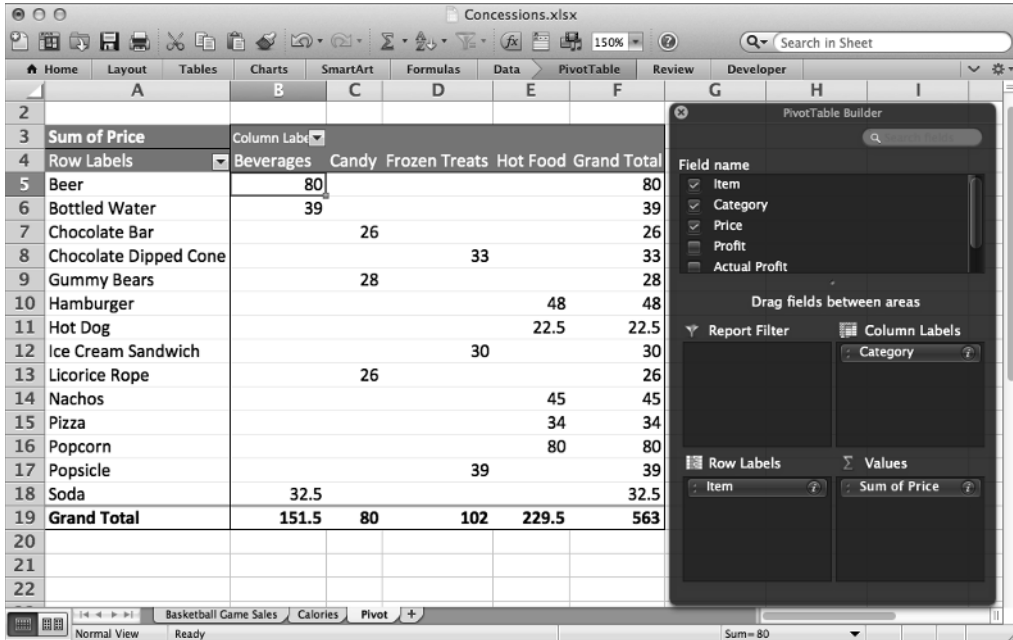 Concessions.xlsx
150%
Search in Sheet
Home Layout Tables Charts SmartArt Formulas Data PivotTable Review Developer
A B C D E F G H I
2
3 Sum of Price Column Labe
4 Row Labels Beverages Candy Frozen Treats Hot Food Grand Total
5 Beer 80 80
6 Bottled Water 39 39
7 Chocolate Bar 26 26
8 Chocolate Dipped Cone 33 33
9 Gummy Bears 28 28
10 Hamburger 48 48
11 Hot Dog 22.5 22.5
12 Ice Cream Sandwich 30 30
13 Licorice Rope 26 26
14 Nachos 45 45
15 Pizza 34 34
16 Popcorn 80 80
17 Popsicle 39 39
18 Soda 32.5 32.5
19 Grand Total 151.5 80 102 229.5 563
20
21
22
PivotTable Builder
Search fields
Field name
Item
Category
Price
Profit
Actual Profit
Drag fields between areas
Report Filter Column Labels
Category
Row Labels Σ Values
Item Sum of Price
Basketball Game Sales Calories Pivot +
Normal View Ready Sum=80